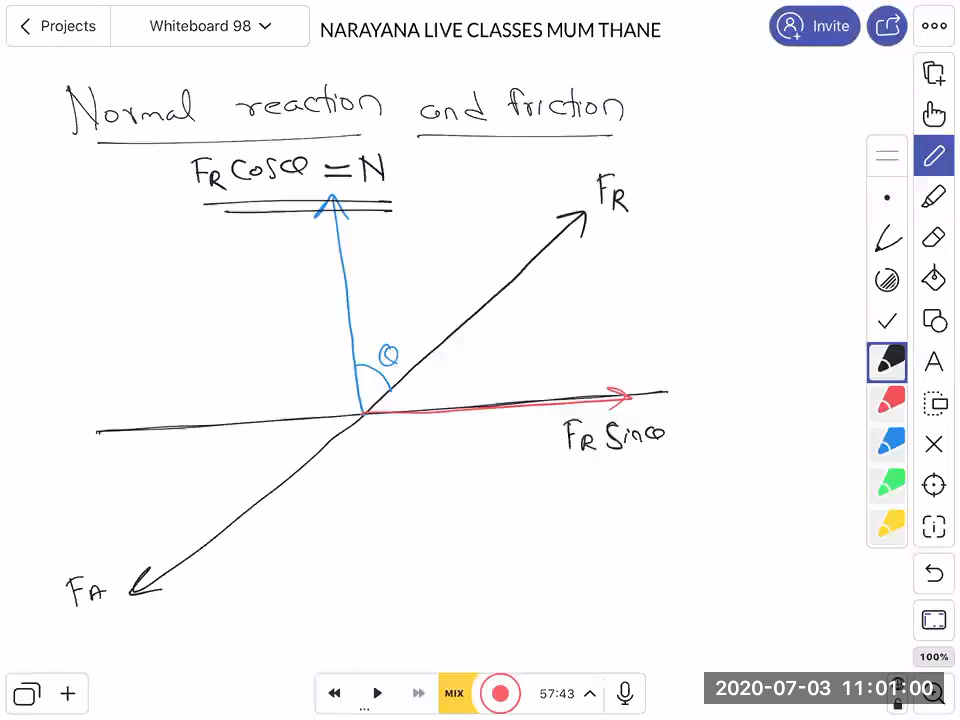 Projects
Whiteboard 98
NARAYANA LIVE CLASSES MUM THANE
Invite
Normal reaction and friction
FR Cosθ = N
FR
θ
FR Sinθ
FA
A
100%
MIX
57:43
2020-07-03 11:01:00